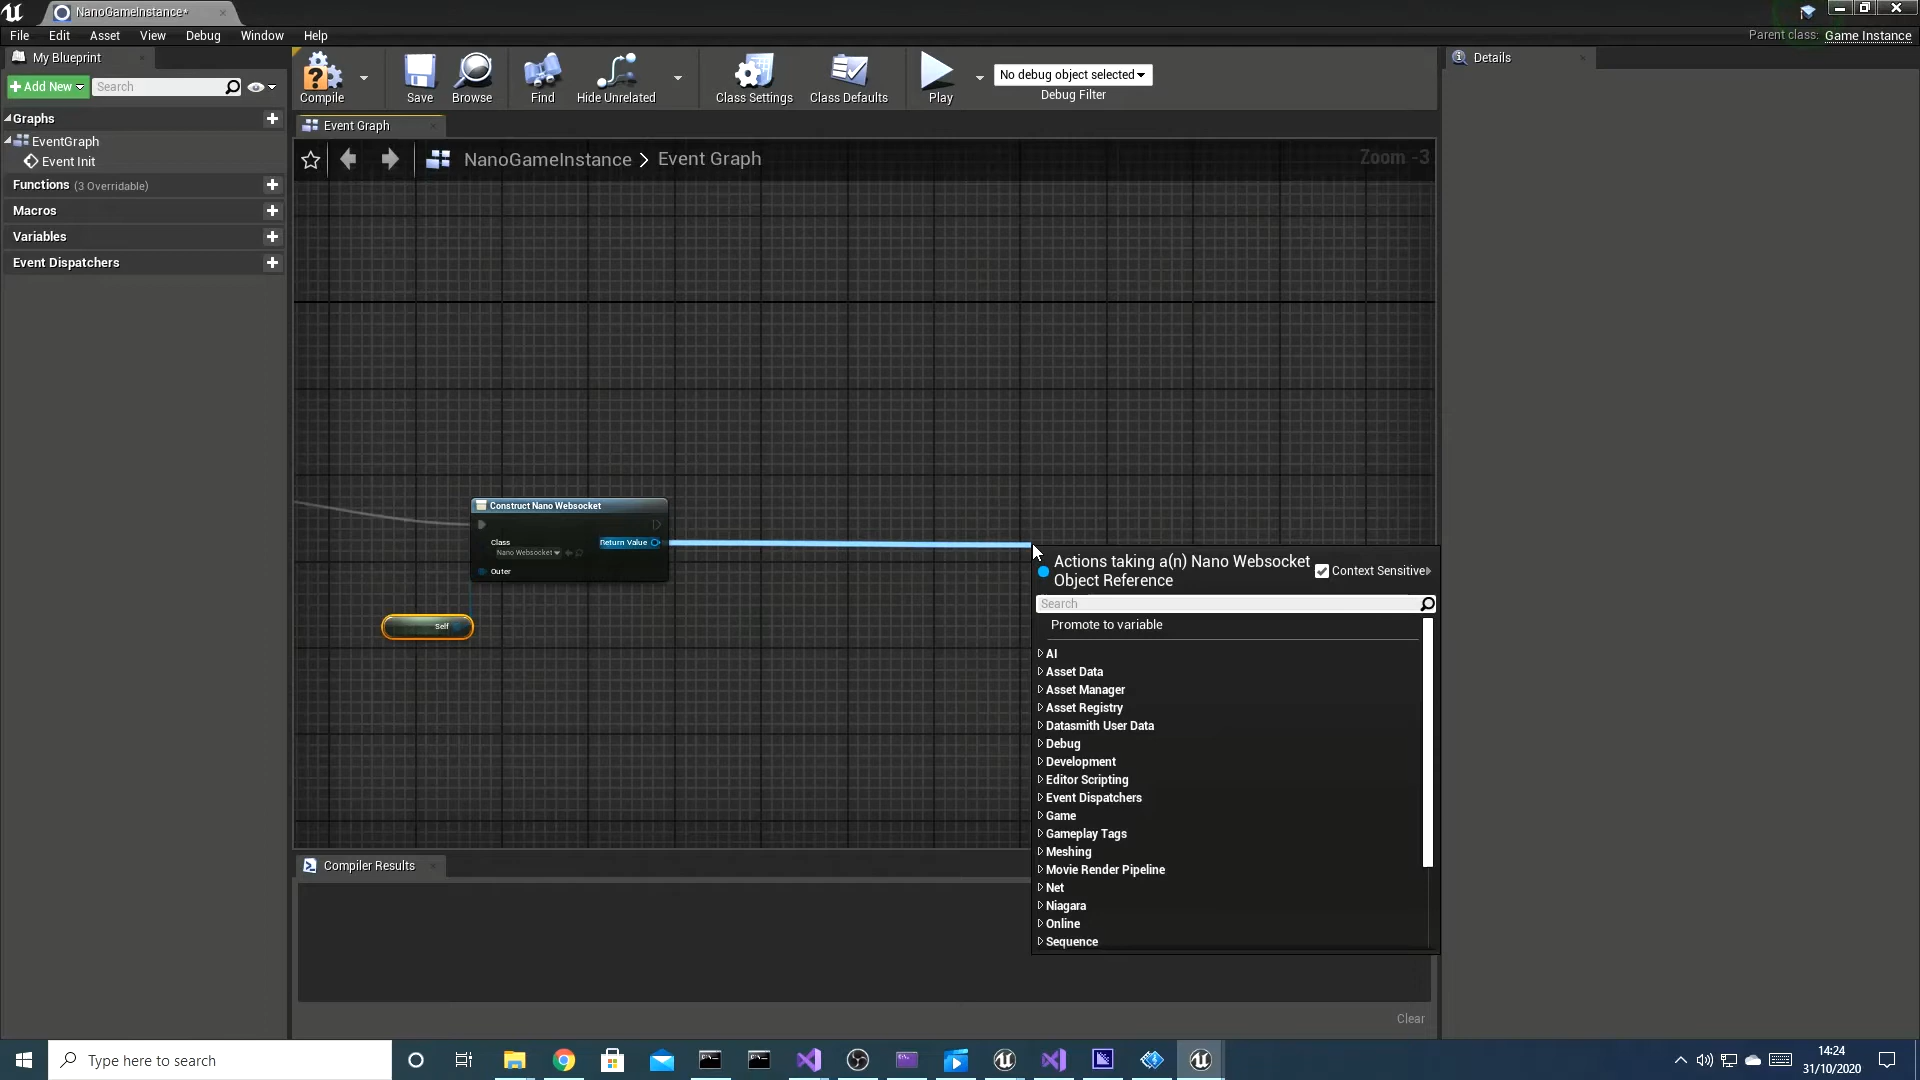 NanoGameInstance*
File Edit Asset View Debug Window Help
Parent class: Game Instance
My Blueprint
Add New
Search
Graphs
EventGraph
Event Init
Functions (3 Overridable)
Macros
Variables
Event Dispatchers
Compile
Save
Browse
Find
Hide Unrelated
Class Settings
Class Defaults
Play
No debug object selected
Debug Filter
Event Graph
NanoGameInstance > Event Graph
Zoom -3
Construct Nano Websocket
Class
Nano Websocket
Return Value
Outer
Self
Actions taking a(n) Nano Websocket
Object Reference
Context Sensitive
Search
Promote to variable
AI
Asset Data
Asset Manager
Asset Registry
Datasmith User Data
Debug
Development
Editor Scripting
Event Dispatchers
Game
Gameplay Tags
Meshing
Movie Render Pipeline
Net
Niagara
Online
Sequence
Compiler Results
Clear
Details
Type here to search
14:24
31/10/2020